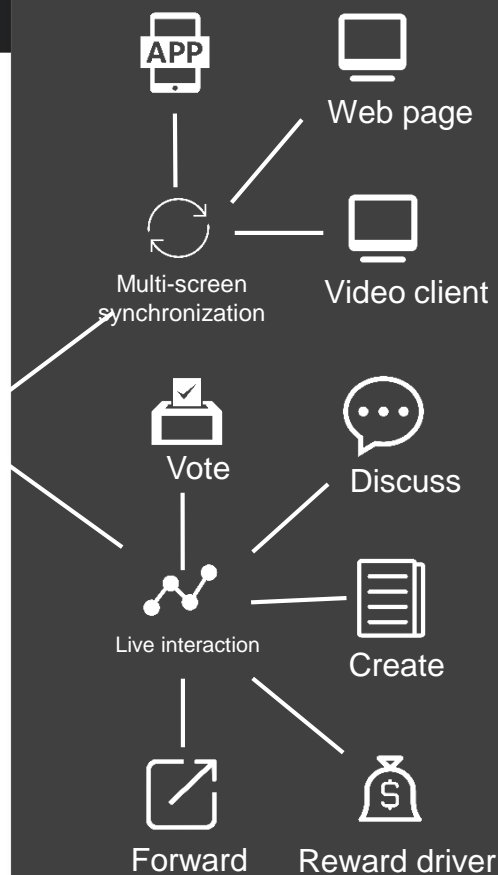 APP
Web page
Multi-screen
synchronization
Video client
Vote
Discuss
Live interaction
Create
$
Forward
Reward driver